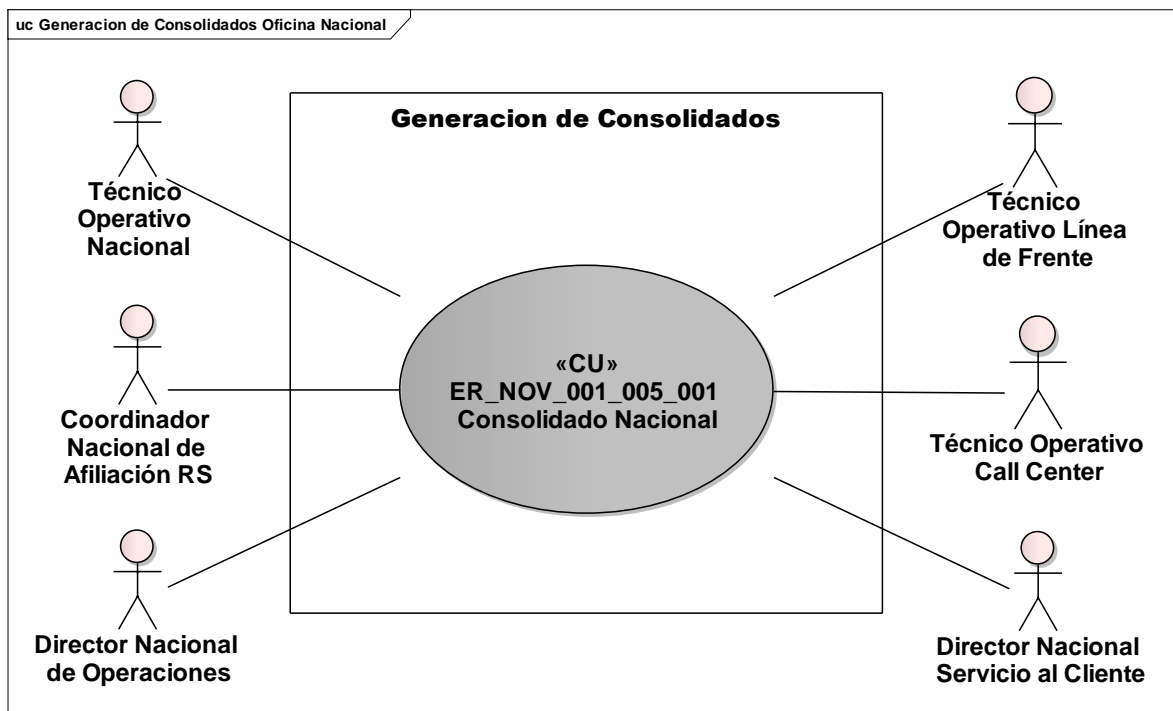 uc Generacion de Consolidados Oficina Nacional
Generacion de Consolidados
Técnico
Operativo
Nacional
Coordinador
Nacional de
Afiliación RS
Director Nacional
de Operaciones
«CU»
ER_NOV_001_005_001
Consolidado Nacional
Técnico
Operativo Línea
de Frente
Técnico Operativo
Call Center
Director Nacional
Servicio al Cliente